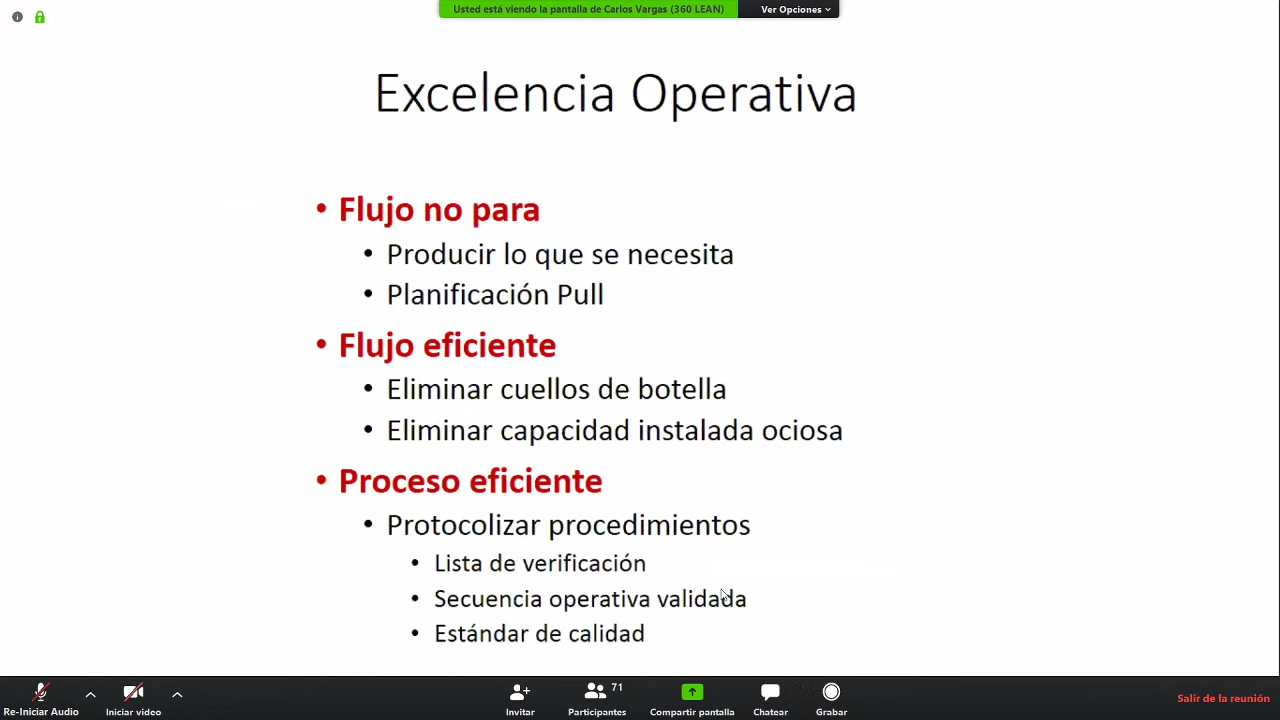 Usted está viendo la pantalla de Carlos Vargas (360 LEAN) Ver Opciones
Excelencia Operativa
• Flujo no para
• Producir lo que se necesita
• Planificación Pull
• Flujo eficiente
• Eliminar cuellos de botella
• Eliminar capacidad instalada ociosa
• Proceso eficiente
• Protocolizar procedimientos
• Lista de verificación
• Secuencia operativa validada
• Estándar de calidad
71
Re-Iniciar Audio Iniciar video Invitar Participantes Compartir pantalla Chatear Grabar Salir de la reunión